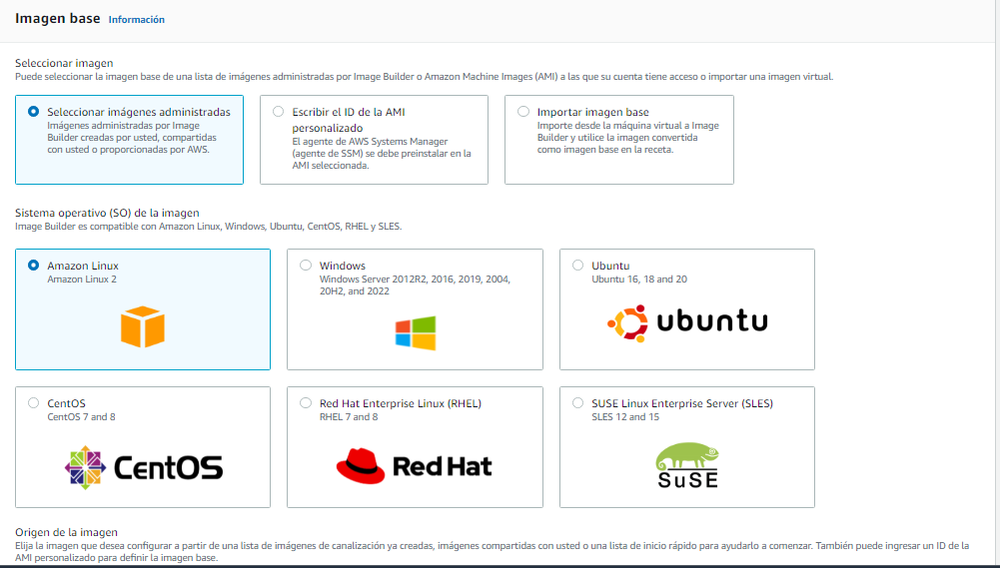 Imagen base Información
Seleccionar imagen
Puede seleccionar la imagen base de una lista de imágenes administradas por Image Builder o Amazon Machine Images (AMI) a las que su cuenta tiene acceso o importar una imagen virtual.
Seleccionar imágenes administradas
Imágenes administradas por Image
Builder creadas por usted, compartidas
con usted o proporcionadas por AWS.
Escribir el ID de la AMI
personalizado
El agente de AWS Systems Manager
(agente de SSM) se debe preinstalar en la
AMI seleccionada.
Importar imagen base
Importe desde la máquina virtual a Image
Builder y utilice la imagen convertida
como imagen base en la receta.
Sistema operativo (SO) de la imagen
Image Builder es compatible con Amazon Linux, Windows, Ubuntu, CentOS, RHEL y SLES.
Amazon Linux
Amazon Linux 2
Windows
Windows Server 2012R2, 2016, 2019, 2004,
20H2, and 2022
Ubuntu
Ubuntu 16, 18 and 20
ubuntu
CentOS
CentOS 7 and 8
CentOS
Red Hat Enterprise Linux (RHEL)
RHEL 7 and 8
Red Hat
SUSE Linux Enterprise Server (SLES)
SLES 12 and 15
SuSE
Origen de la imagen
Elija la imagen que desea configurar a partir de una lista de imágenes de canalización ya creadas, imágenes compartidas con usted o una lista de inicio rápido para ayudarlo a comenzar. También puede ingresar un ID de la
AMI personalizado para definir la imagen base.